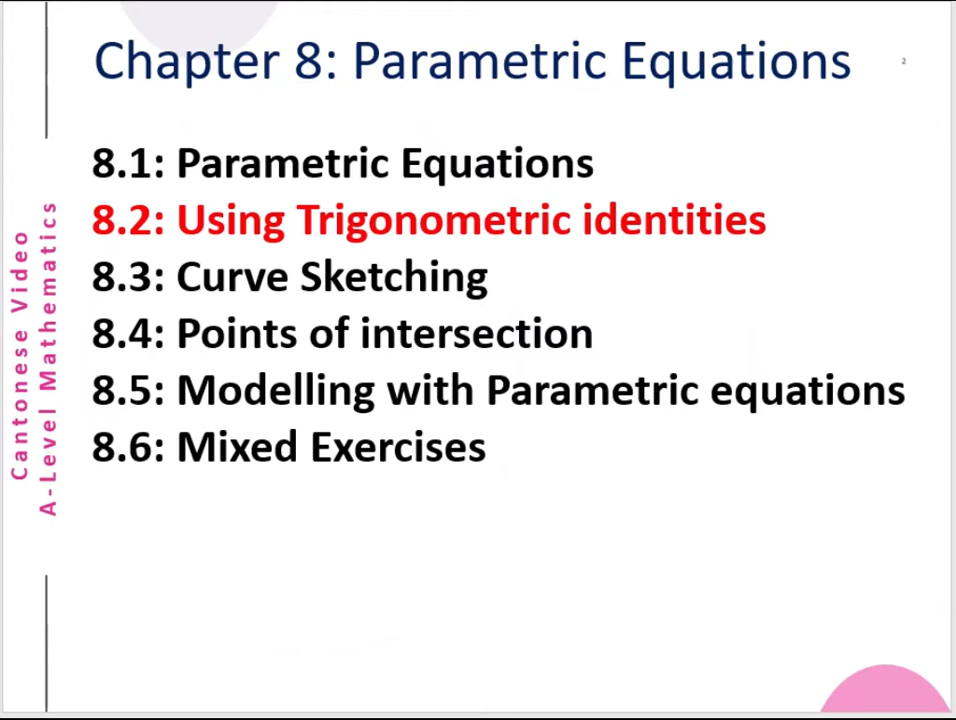 Chapter 8: Parametric Equations
2
8.1: Parametric Equations
8.2: Using Trigonometric identities
8.3: Curve Sketching
8.4: Points of intersection
8.5: Modelling with Parametric equations
8.6: Mixed Exercises
Cantonese Video
A-Level Mathematics